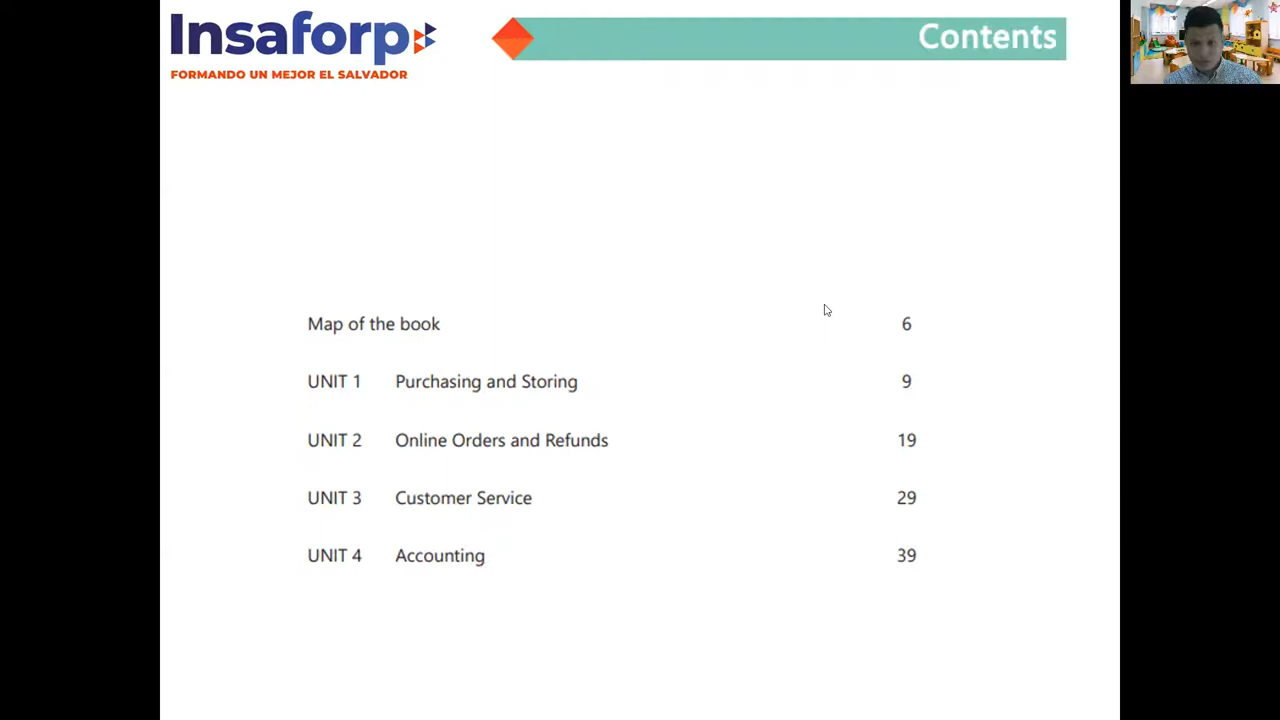 Insaforp
FORMANDO UN MEJOR EL SALVADOR
Contents
Map of the book 6
UNIT 1 Purchasing and Storing 9
UNIT 2 Online Orders and Refunds 19
UNIT 3 Customer Service 29
UNIT 4 Accounting 39